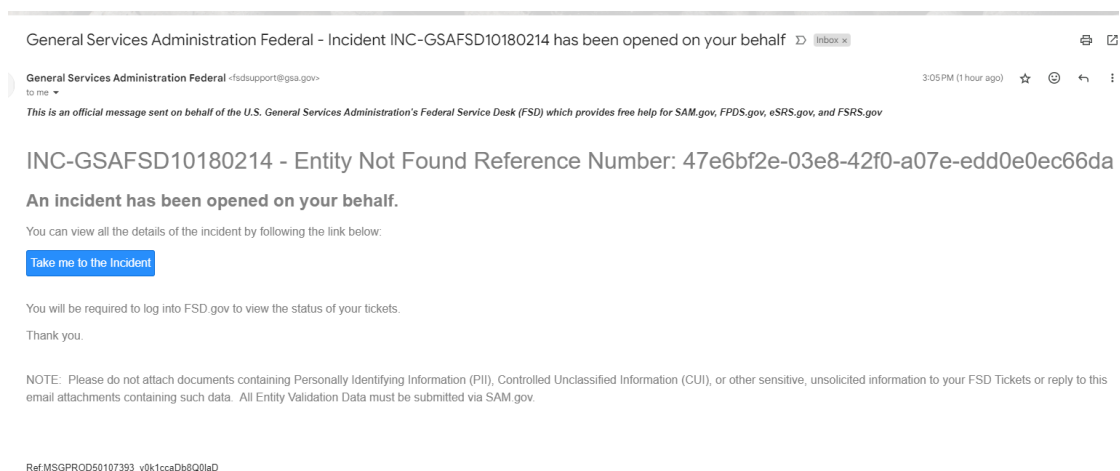 General Services Administration Federal - Incident INC-GSAFSD10180214 has been opened on your behalf Inbox x
General Services Administration Federal <fsdsupport@gsa.gov> 3:05 PM (1 hour ago)
to me
This is an official message sent on behalf of the U.S. General Services Administration's Federal Service Desk (FSD) which provides free help for SAM.gov, FPDS.gov, eSRS.gov, and FSRS.gov
INC-GSAFSD10180214 - Entity Not Found Reference Number: 47e6bf2e-03e8-42f0-a07e-edd0e0ec66da
An incident has been opened on your behalf.
You can view all the details of the incident by following the link below:
Take me to the Incident
You will be required to log into FSD.gov to view the status of your tickets.
Thank you.
NOTE: Please do not attach documents containing Personally Identifying Information (PII), Controlled Unclassified Information (CUI), or other sensitive, unsolicited information to your FSD Tickets or reply to this
email attachments containing such data. All Entity Validation Data must be submitted via SAM.gov.
Ref:MSGPROD50107393_y0k1ccaDb8Q0laD